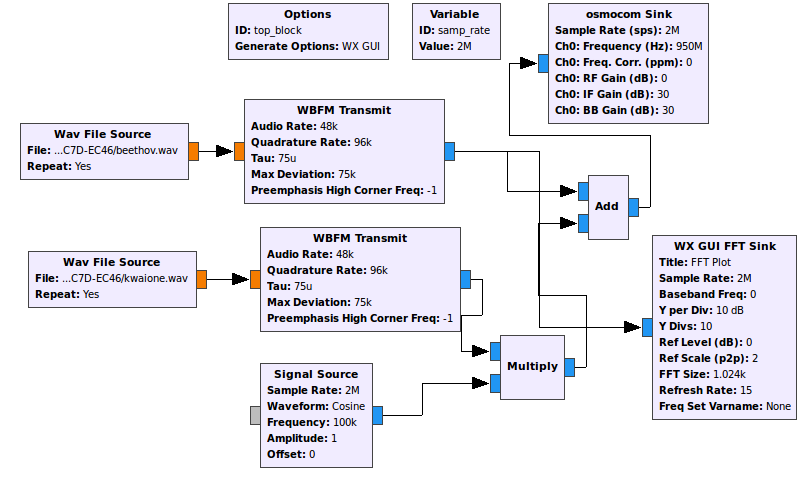 Options
ID: top_block
Generate Options: WX GUI
Variable
ID: samp_rate
Value: 2M
osmocom Sink
Sample Rate (sps): 2M
Ch0: Frequency (Hz): 950M
Ch0: Freq. Corr. (ppm): 0
Ch0: RF Gain (dB): 0
Ch0: IF Gain (dB): 30
Ch0: BB Gain (dB): 30
Wav File Source
File: ...C7D-EC46/beethov.wav
Repeat: Yes
WBFM Transmit
Audio Rate: 48k
Quadrature Rate: 96k
Tau: 75u
Max Deviation: 75k
Preemphasis High Corner Freq: -1
Add
Wav File Source
File: ...C7D-EC46/kwaione.wav
Repeat: Yes
WBFM Transmit
Audio Rate: 48k
Quadrature Rate: 96k
Tau: 75u
Max Deviation: 75k
Preemphasis High Corner Freq: -1
WX GUI FFT Sink
Title: FFT Plot
Sample Rate: 2M
Baseband Freq: 0
Y per Div: 10 dB
Y Divs: 10
Ref Level (dB): 0
Ref Scale (p2p): 2
FFT Size: 1.024k
Refresh Rate: 15
Freq Set Varname: None
Signal Source
Sample Rate: 2M
Waveform: Cosine
Frequency: 100k
Amplitude: 1
Offset: 0
Multiply